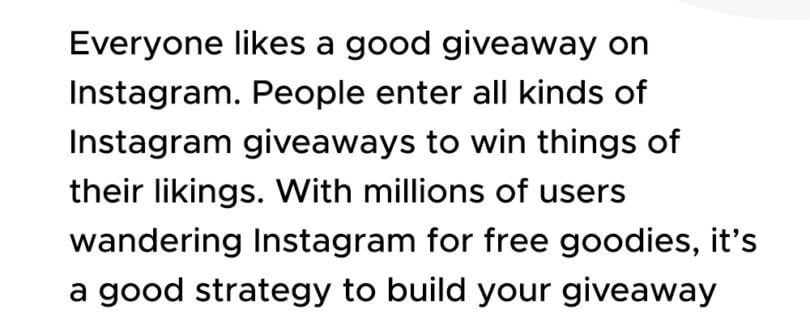 Everyone likes a good giveaway on
Instagram. People enter all kinds of
Instagram giveaways to win things of
their likings. With millions of users
wandering Instagram for free goodies, it’s
a good strategy to build your giveaway